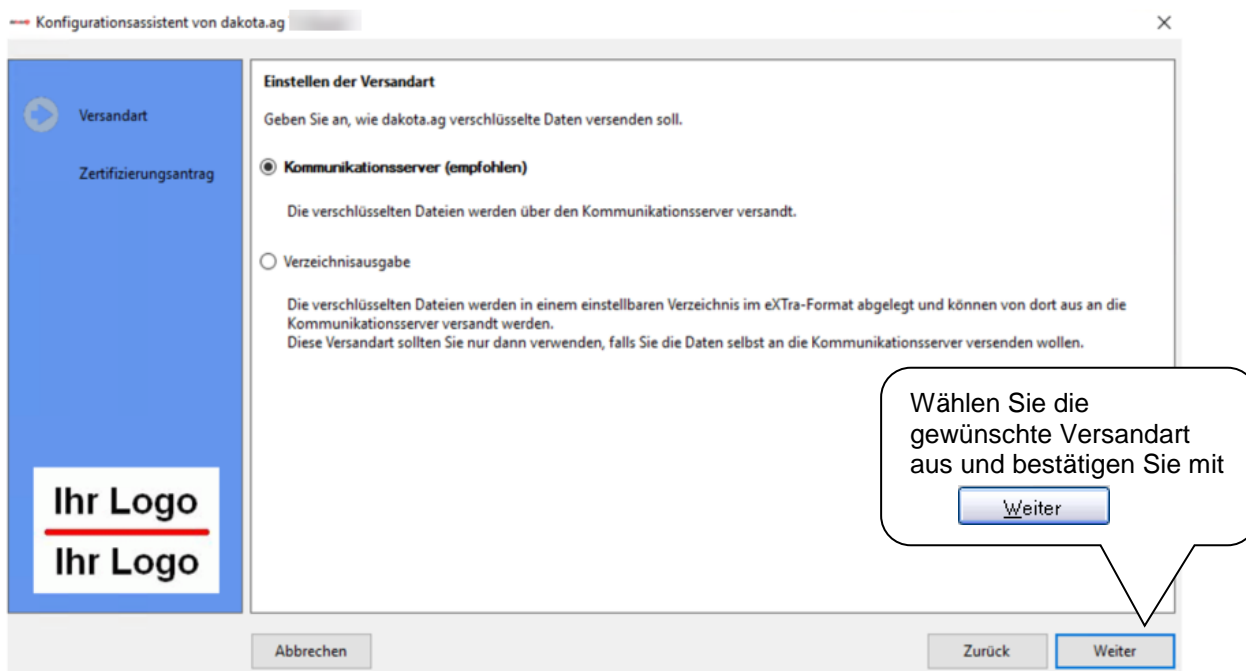 Konfigurationsassistent von dakota.ag
Versandart
Zertifizierungsantrag
Einstellen der Versandart
Geben Sie an, wie dakota.ag verschlüsselte Daten versenden soll.
Kommunikationsserver (empfohlen)
Die verschlüsselten Dateien werden über den Kommunikationsserver versandt.
Verzeichnisausgabe
Die verschlüsselten Dateien werden in einem einstellbaren Verzeichnis im eXTra-Format abgelegt und können von dort aus an die
Kommunikationsserver versandt werden.
Diese Versandart sollten Sie nur dann verwenden, falls Sie die Daten selbst an die Kommunikationsserver versenden wollen.
Wählen Sie die
gewünschte Versandart
aus und bestätigen Sie mit
Weiter
Ihr Logo
Ihr Logo
Abbrechen
Zurück
Weiter